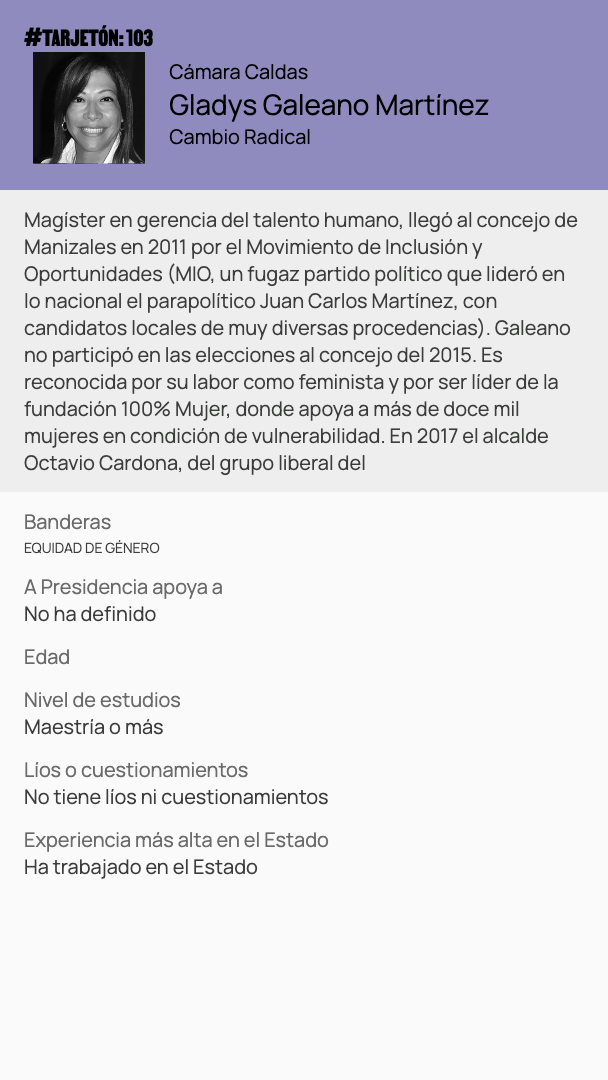 #TARJETÓN: 103
Cámara Caldas
Gladys Galeano Martínez
Cambio Radical
Magíster en gerencia del talento humano, llegó al concejo de
Manizales en 2011 por el Movimiento de Inclusión y
Oportunidades (MIO, un fugaz partido político que lideró en
lo nacional el parapolítico Juan Carlos Martínez, con
candidatos locales de muy diversas procedencias). Galeano
no participó en las elecciones al concejo del 2015. Es
reconocida por su labor como feminista y por ser líder de la
fundación 100% Mujer, donde apoya a más de doce mil
mujeres en condición de vulnerabilidad. En 2017 el alcalde
Octavio Cardona, del grupo liberal del
Banderas
EQUIDAD DE GÉNERO
A Presidencia apoya a
No ha definido
Edad
Nivel de estudios
Maestría o más
Líos o cuestionamientos
No tiene líos ni cuestionamientos
Experiencia más alta en el Estado
Ha trabajado en el Estado